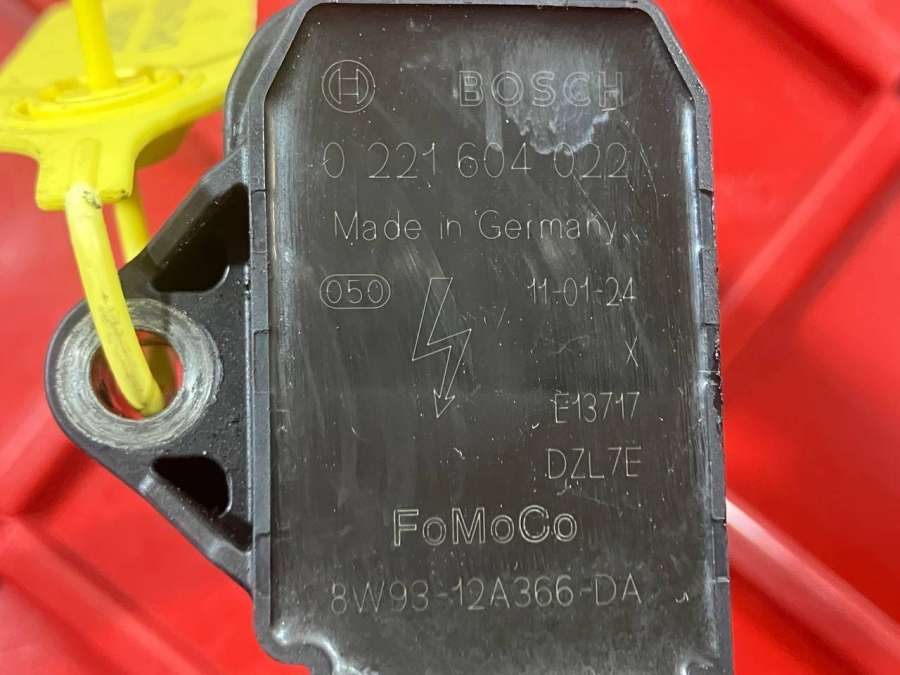 BOSCH
0 221 604 022
Made in Germany
050 11-01-24
X
E13717
DZL7E
FoMoCo
8W93-12A366-DA